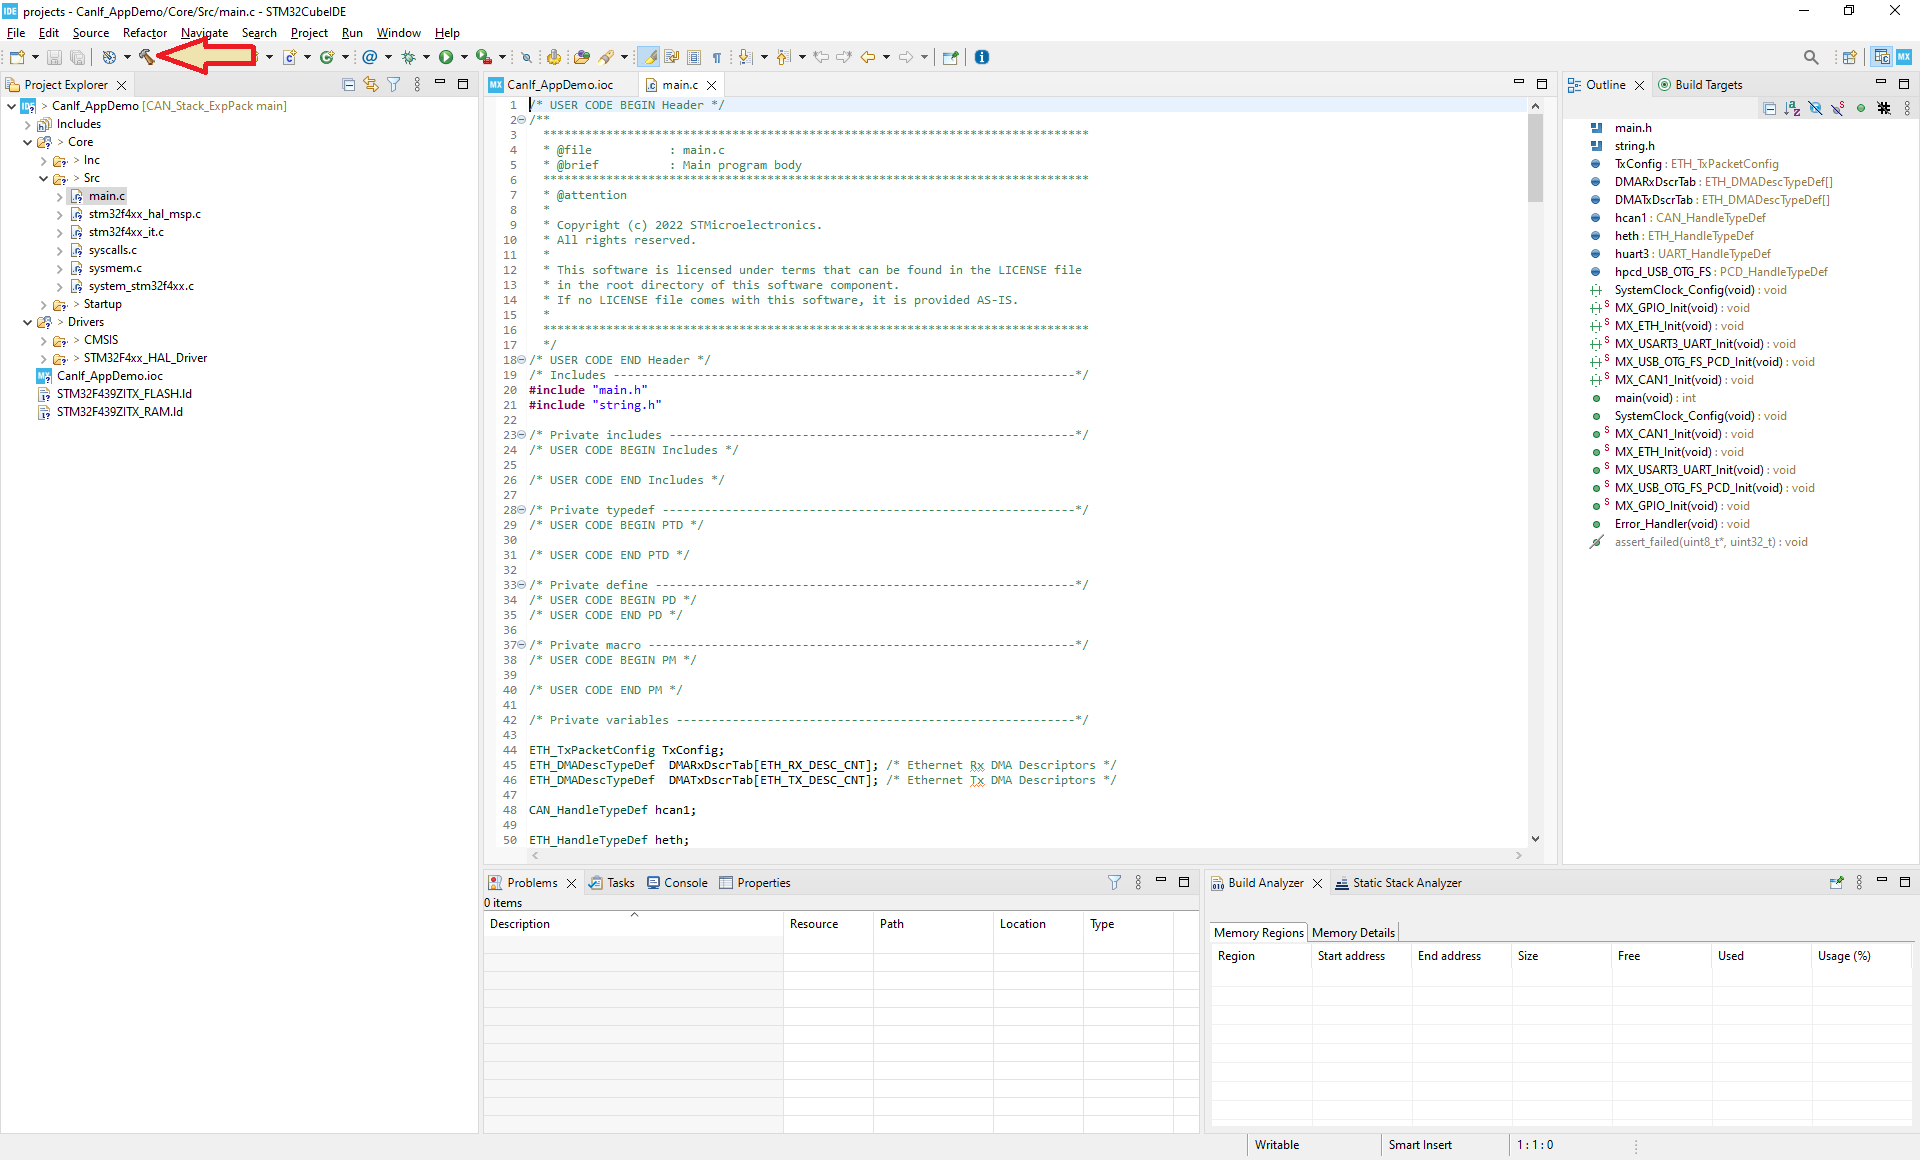 IDE projects - CanIf_AppDemo/Core/Src/main.c - STM32CubeIDE
File Edit Source Refactor Navigate Search Project Run Window Help
Project Explorer
CanIf_AppDemo [CAN_Stack_ExpPack main]
Includes
> Core
> Inc
> Src
main.c
stm32f4xx_hal_msp.c
stm32f4xx_it.c
syscalls.c
sysmem.c
system_stm32f4xx.c
> Startup
> Drivers
> CMSIS
> STM32F4xx_HAL_Driver
MX CanIf_AppDemo.ioc
STM32F439ZITX_FLASH.ld
STM32F439ZITX_RAM.ld
MX CanIf_AppDemo.ioc main.c
1 /* USER CODE BEGIN Header */
2 /**
3 ******************************************************************************
4 * @file : main.c
5 * @brief : Main program body
6 ******************************************************************************
7 * @attention
8 *
9 * Copyright (c) 2022 STMicroelectronics.
10 * All rights reserved.
11 *
12 * This software is licensed under terms that can be found in the LICENSE file
13 * in the root directory of this software component.
14 * If no LICENSE file comes with this software, it is provided AS-IS.
15 *
16 ******************************************************************************
17 */
18 /* USER CODE END Header */
19 /* Includes ------------------------------------------------------------------*/
20 #include "main.h"
21 #include "string.h"
22
23 /* Private includes ----------------------------------------------------------*/
24 /* USER CODE BEGIN Includes */
25
26 /* USER CODE END Includes */
27
28 /* Private typedef -----------------------------------------------------------*/
29 /* USER CODE BEGIN PTD */
30
31 /* USER CODE END PTD */
32
33 /* Private define ------------------------------------------------------------*/
34 /* USER CODE BEGIN PD */
35 /* USER CODE END PD */
36
37 /* Private macro -------------------------------------------------------------*/
38 /* USER CODE BEGIN PM */
39
40 /* USER CODE END PM */
41
42 /* Private variables ---------------------------------------------------------*/
43
44 ETH_TxPacketConfig TxConfig;
45 ETH_DMADescTypeDef DMARxDscrTab[ETH_RX_DESC_CNT]; /* Ethernet Rx DMA Descriptors */
46 ETH_DMADescTypeDef DMATxDscrTab[ETH_TX_DESC_CNT]; /* Ethernet Tx DMA Descriptors */
47
48 CAN_HandleTypeDef hcan1;
49
50 ETH_HandleTypeDef heth;
Outline Build Targets
main.h
string.h
TxConfig : ETH_TxPacketConfig
DMARxDscrTab : ETH_DMADescTypeDef[]
DMATxDscrTab : ETH_DMADescTypeDef[]
hcan1 : CAN_HandleTypeDef
heth : ETH_HandleTypeDef
huart3 : UART_HandleTypeDef
hpcd_USB_OTG_FS : PCD_HandleTypeDef
SystemClock_Config(void) : void
MX_GPIO_Init(void) : void
MX_ETH_Init(void) : void
MX_USART3_UART_Init(void) : void
MX_USB_OTG_FS_PCD_Init(void) : void
MX_CAN1_Init(void) : void
main(void) : int
SystemClock_Config(void) : void
MX_CAN1_Init(void) : void
MX_ETH_Init(void) : void
MX_USART3_UART_Init(void) : void
MX_USB_OTG_FS_PCD_Init(void) : void
MX_GPIO_Init(void) : void
Error_Handler(void) : void
assert_failed(uint8_t*, uint32_t) : void
Problems Tasks Console Properties
0 items
Description Resource Path Location Type
Build Analyzer Static Stack Analyzer
Memory Regions Memory Details
Region Start address End address Size Free Used Usage (%)
Writable Smart Insert 1 : 1 : 0